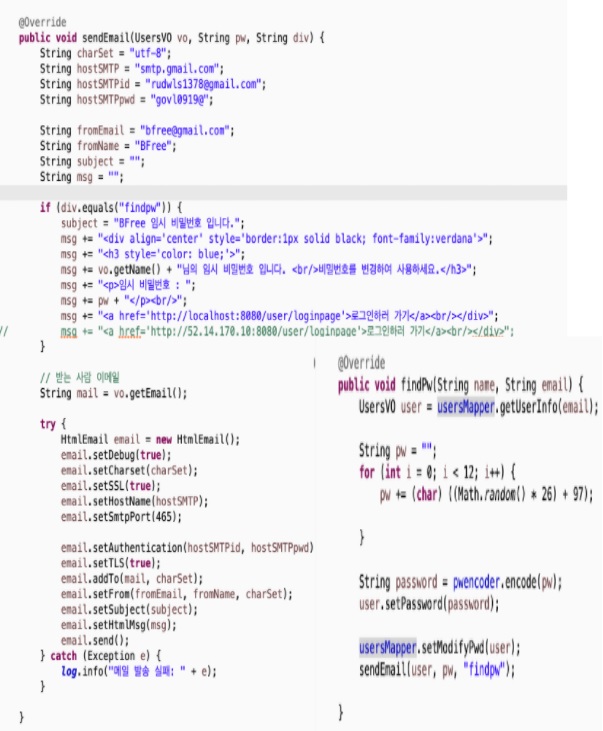 @Override
public void sendEmail(UsersVO vo, String pw, String div) {
String charSet = "utf-8";
String hostSMTP = "smtp.gmail.com";
String hostSMTPid = "rudwls1378@gmail.com";
String hostSMTPpwd = "govl0919@";
String fromEmail = "bfree@gmail.com";
String fromName = "BFree";
String subject = "";
String msg = "";
if (div.equals("findpw")) {
subject = "BFree 임시 비밀번호 입니다.";
msg += "<div align='center' style='border:1px solid black; font-family:verdana'>";
msg += "<h3 style='color: blue;'>";
msg += vo.getName() + "님의 임시 비밀번호 입니다. <br/>비밀번호를 변경하여 사용하세요.</h3>";
msg += "<p>임시 비밀번호 : ";
msg += pw + "</p><br/>";
msg += "<a href='http://localhost:8080/user/loginpage'>로그인하러 가기</a><br/></div>";
// msg += "<a href='http://52.14.170.10:8080/user/loginpage'>로그인하러 가기</a><br/></div>";
}
// 받는 사람 이메일
String mail = vo.getEmail();
try {
HtmlEmail email = new HtmlEmail();
email.setDebug(true);
email.setCharset(charSet);
email.setSSL(true);
email.setHostName(hostSMTP);
email.setSmtpPort(465);
email.setAuthentication(hostSMTPid, hostSMTPpwd)
email.setTLS(true);
email.addTo(mail, charSet);
email.setFrom(fromEmail, fromName, charSet);
email.setSubject(subject);
email.setHtmlMsg(msg);
email.send();
} catch (Exception e) {
log.info("메일 발송 실패: " + e);
}
}
@Override
public void findPw(String name, String email) {
UsersVO user = usersMapper.getUserInfo(email);
String pw = "";
for (int i = 0; i < 12; i++) {
pw += (char) ((Math.random() * 26) + 97);
}
String password = pwencoder.encode(pw);
user.setPassword(password);
usersMapper.setModifyPwd(user);
sendEmail(user, pw, "findpw");
}